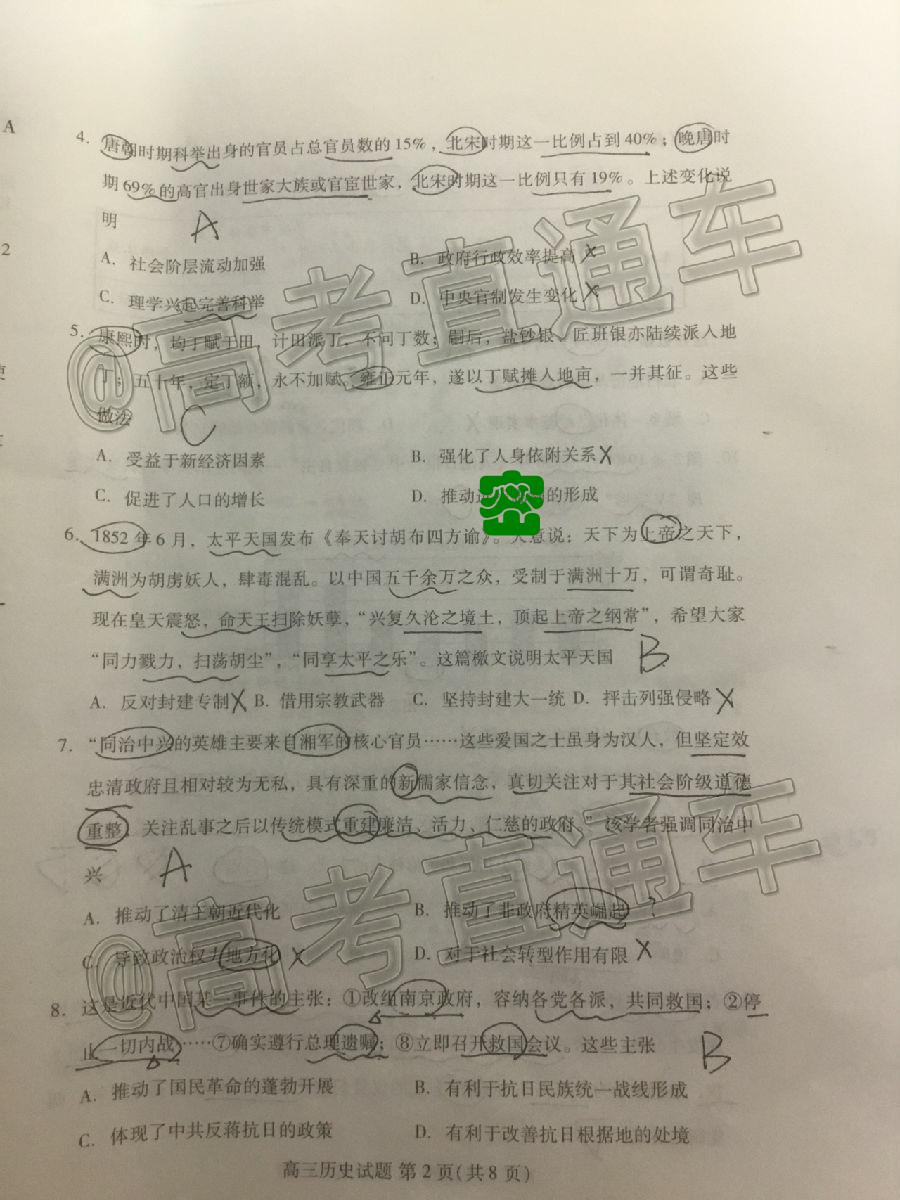 A
2
4. 唐朝时期科举出身的官员占总官员数的15%，北宋时期这一比例占到40%；晚唐时
期69%的高官出身世家大族或官宦世家，北宋时期这一比例只有19%。上述变化说
明 A
A. 社会阶层流动加强 B. 政府行政效率提高 X
C. 理学兴起完善科举 D. 中央官制发生变化 X
5. 康熙时，均丁赋于田，计田派丁，不问丁数；嗣后，盐钞银、匠班银亦陆续派入地
五十年，定丁额，永不加赋，雍正元年，遂以丁赋摊入地亩，一并其征。这些
做法 C
A. 受益于新经济因素 B. 强化了人身依附关系 X
C. 促进了人口的增长 D. 推动 的形成
6. 1852年6月，太平天国发布《奉天讨胡布四方谕》。大意说：天下为上帝之天下，
满洲为胡虏妖人，肆毒混乱。以中国五千余万之众，受制于满洲十万，可谓奇耻。
现在皇天震怒，命天王扫除妖孽，“兴复久沦之境土，顶起上帝之纲常”，希望大家
“同力戮力，扫荡胡尘”，“同享太平之乐”。这篇檄文说明太平天国 B
A. 反对封建专制 X B. 借用宗教武器 C. 坚持封建大一统 D. 抨击列强侵略 X
7. “同治中兴的英雄主要来自湘军的核心官员……这些爱国之士虽身为汉人，但坚定效
忠清政府且相对较为无私，具有深重的新儒家信念，真切关注对于其社会阶级道德
重整，关注乱事之后以传统模式重建廉洁、活力、仁慈的政府。”该学者强调同治中
兴 A
A. 推动了清王朝近代化 B. 推动了非政府精英崛起 ?
C. 导致政治权力地方化 X D. 对于社会转型作用有限 X
8. 这是近代中国某一事件的主张：①改组南京政府，容纳各党各派，共同救国；②停
止一切内战……⑦确实遵行总理遗嘱；⑧立即召开救国会议。这些主张 B
A. 推动了国民革命的蓬勃开展 B. 有利于抗日民族统一战线形成
C. 体现了中共反蒋抗日的政策 D. 有利于改善抗日根据地的处境
高三历史试题 第2页(共8页)
@高考直通车
@高考直通车